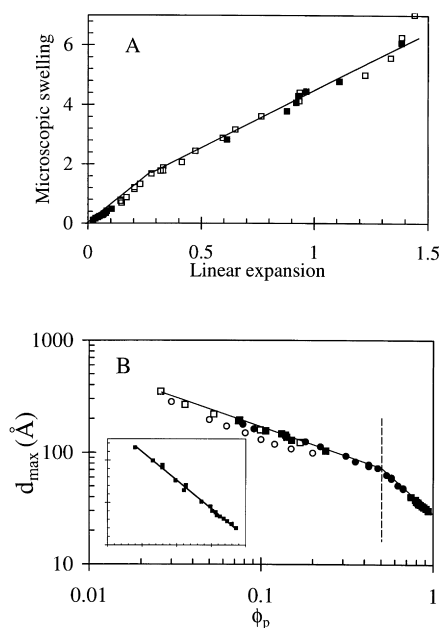 A
Microscopic swelling
6
4
2
0
0
0.5
1
1.5
Linear expansion
B
d_max (Å)
1000
100
10
0.01
0.1
1
ϕ_p